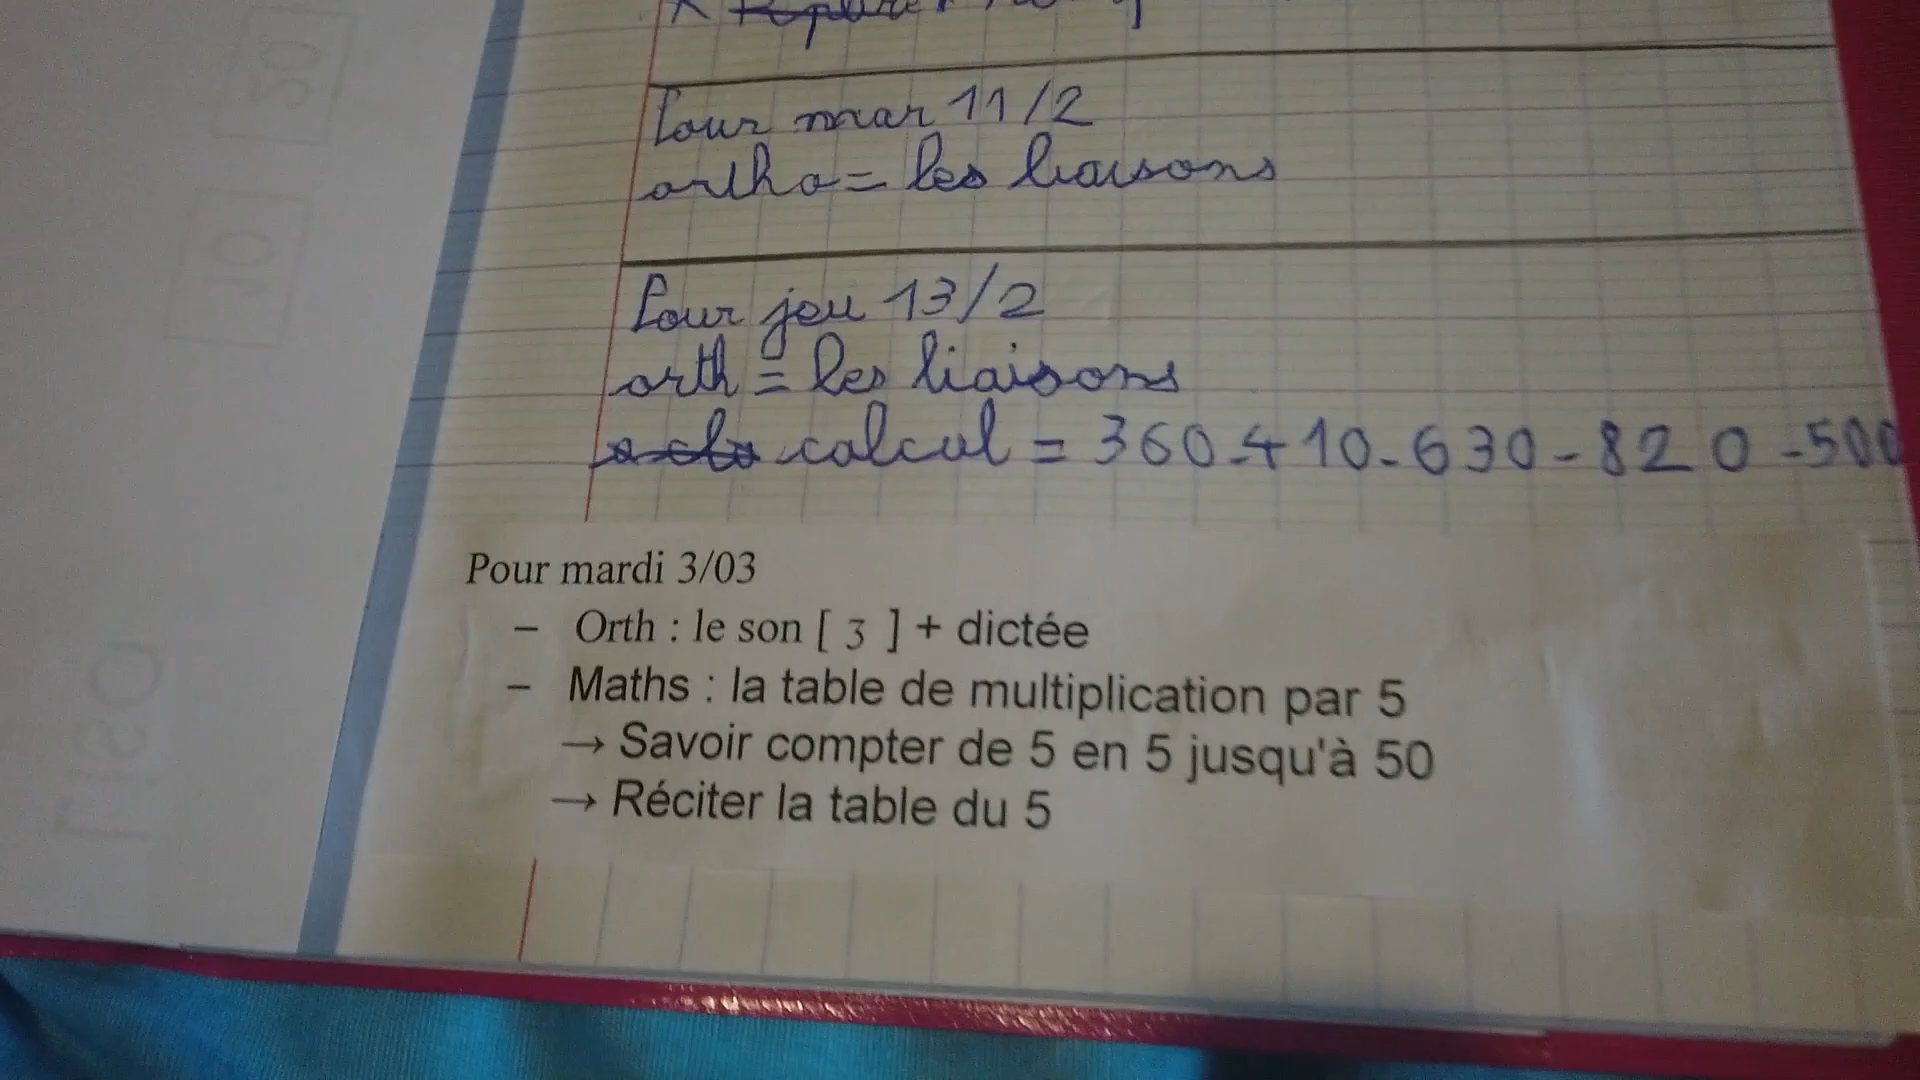 Pour mar 11/2
ortho = les liaisons
Pour jeu 13/2
orth = les liaisons
calcul = 360-410-630-820-500
Pour mardi 3/03
– Orth : le son [ ʒ ] + dictée
– Maths : la table de multiplication par 5
→ Savoir compter de 5 en 5 jusqu'à 50
→ Réciter la table du 5